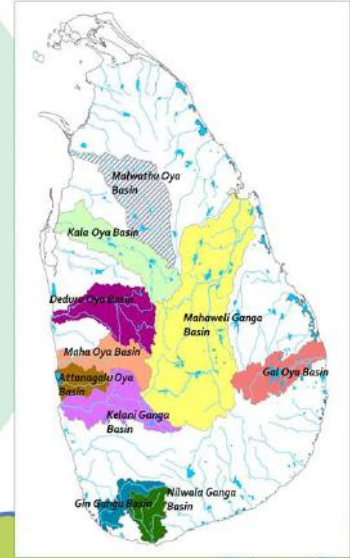 Malwathu Oya
Basin
Kala Oya Basin
Deduru Oya Basin
Mahaweli Ganga
Basin
Maha Oya Basin
Attanagalu Oya
Basin
Gal Oya Basin
Kelani Ganga
Basin
Gin Ganga Basin
Nilwala Ganga
Basin